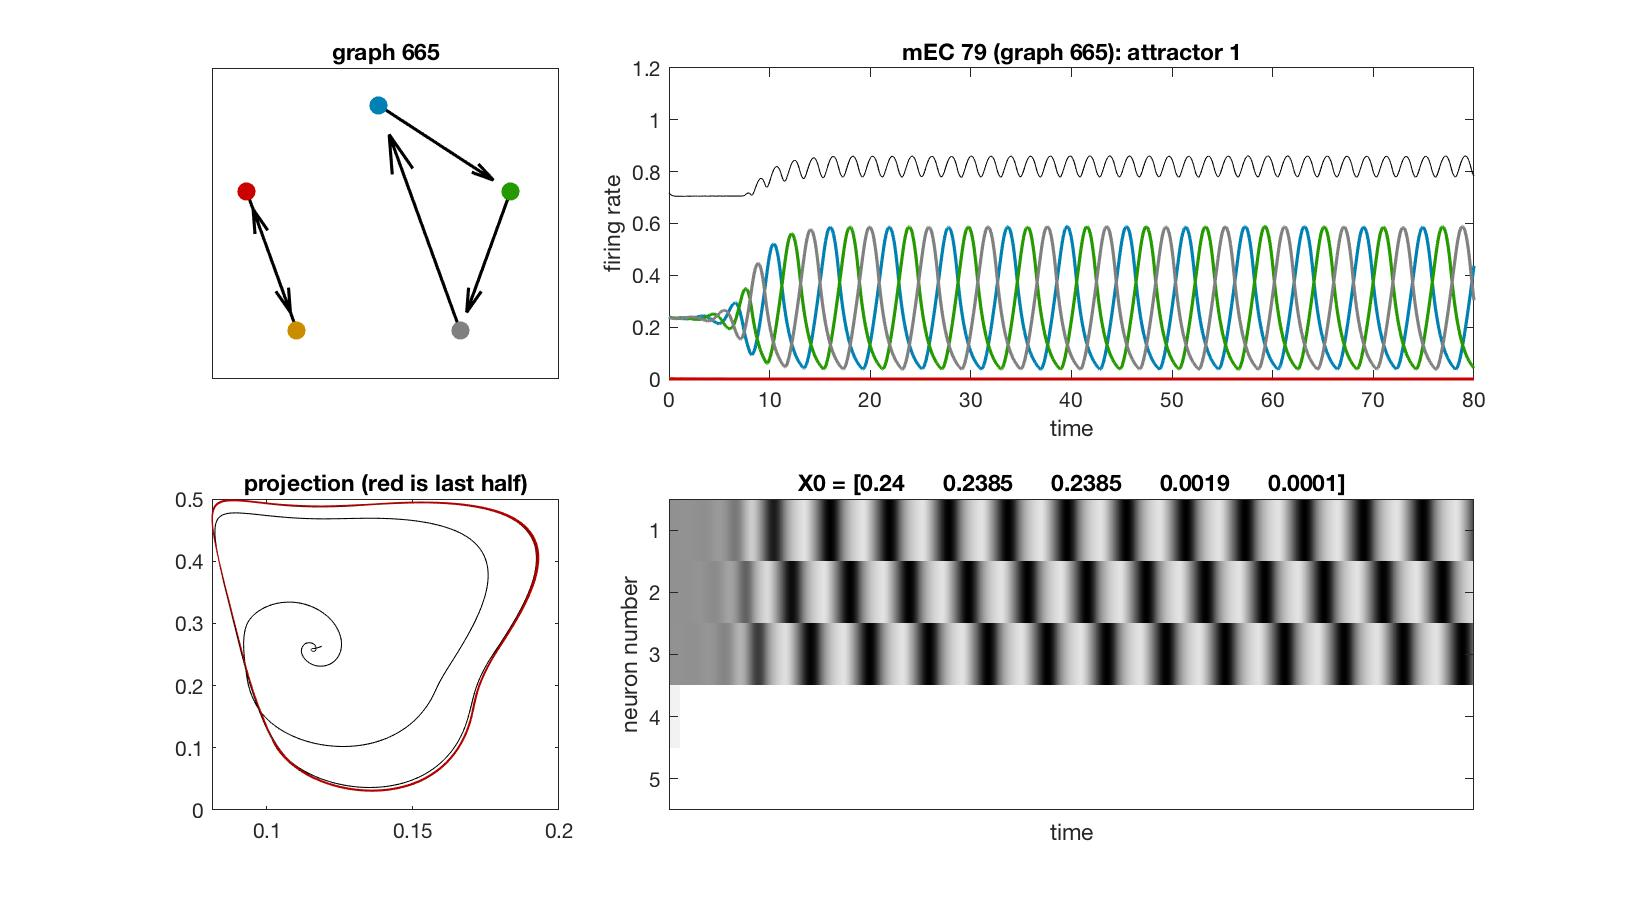 graph 665
mEC 79 (graph 665): attractor 1
1.2
1
0.8
0.6
0.4
0.2
0
firing rate
0 10 20 30 40 50 60 70 80
time
projection (red is last half)
0.5
0.4
0.3
0.2
0.1
0
0.1 0.15 0.2
X0 = [0.24 0.2385 0.2385 0.0019 0.0001]
1
2
3
4
5
neuron number
time